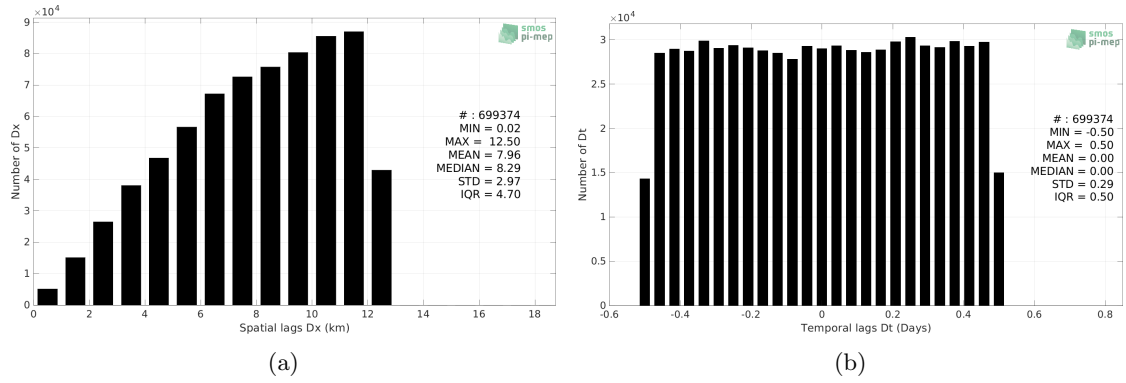 ×10⁴
9
8
7
6
5
4
3
2
1
0
Number of Dx
smos
pi-mep
# : 699374
MIN = 0.02
MAX = 12.50
MEAN = 7.96
MEDIAN = 8.29
STD = 2.97
IQR = 4.70
0 2 4 6 8 10 12 14 16 18
Spatial lags Dx (km)
(a)
×10⁴
3
2.5
2
1.5
1
0.5
0
Number of Dt
smos
pi-mep
# : 699374
MIN = -0.50
MAX = 0.50
MEAN = 0.00
MEDIAN = 0.00
STD = 0.29
IQR = 0.50
-0.6 -0.4 -0.2 0 0.2 0.4 0.6 0.8
Temporal lags Dt (Days)
(b)